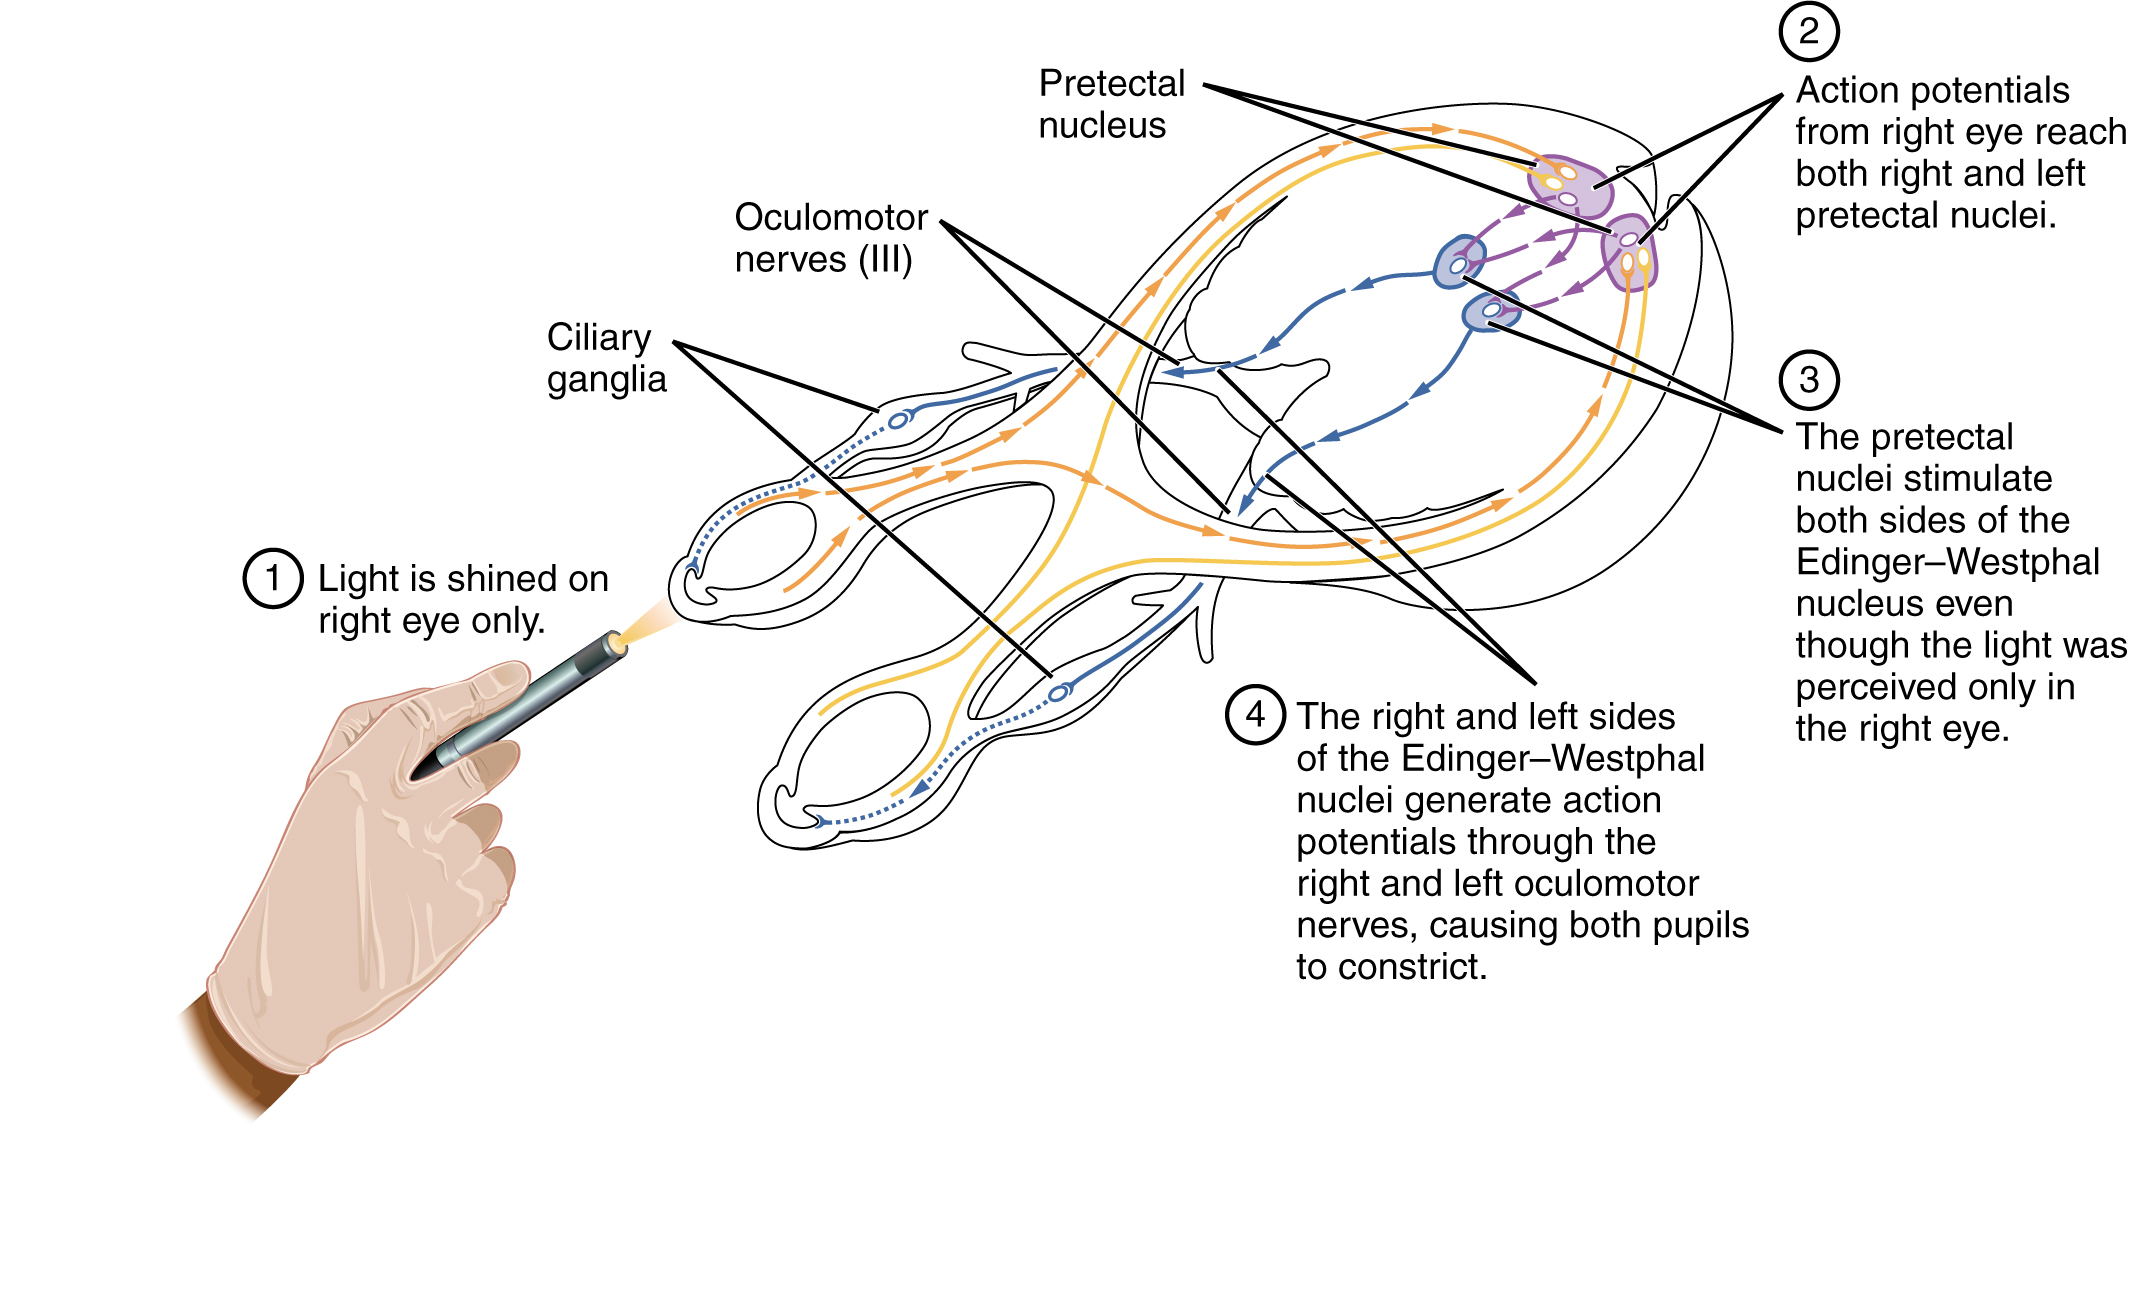 Pretectal
nucleus
Oculomotor
nerves (III)
Ciliary
ganglia
1
Light is shined on
right eye only.
2
Action potentials
from right eye reach
both right and left
pretectal nuclei.
3
The pretectal
nuclei stimulate
both sides of the
Edinger–Westphal
nucleus even
though the light was
perceived only in
the right eye.
4
The right and left sides
of the Edinger–Westphal
nuclei generate action
potentials through the
right and left oculomotor
nerves, causing both pupils
to constrict.